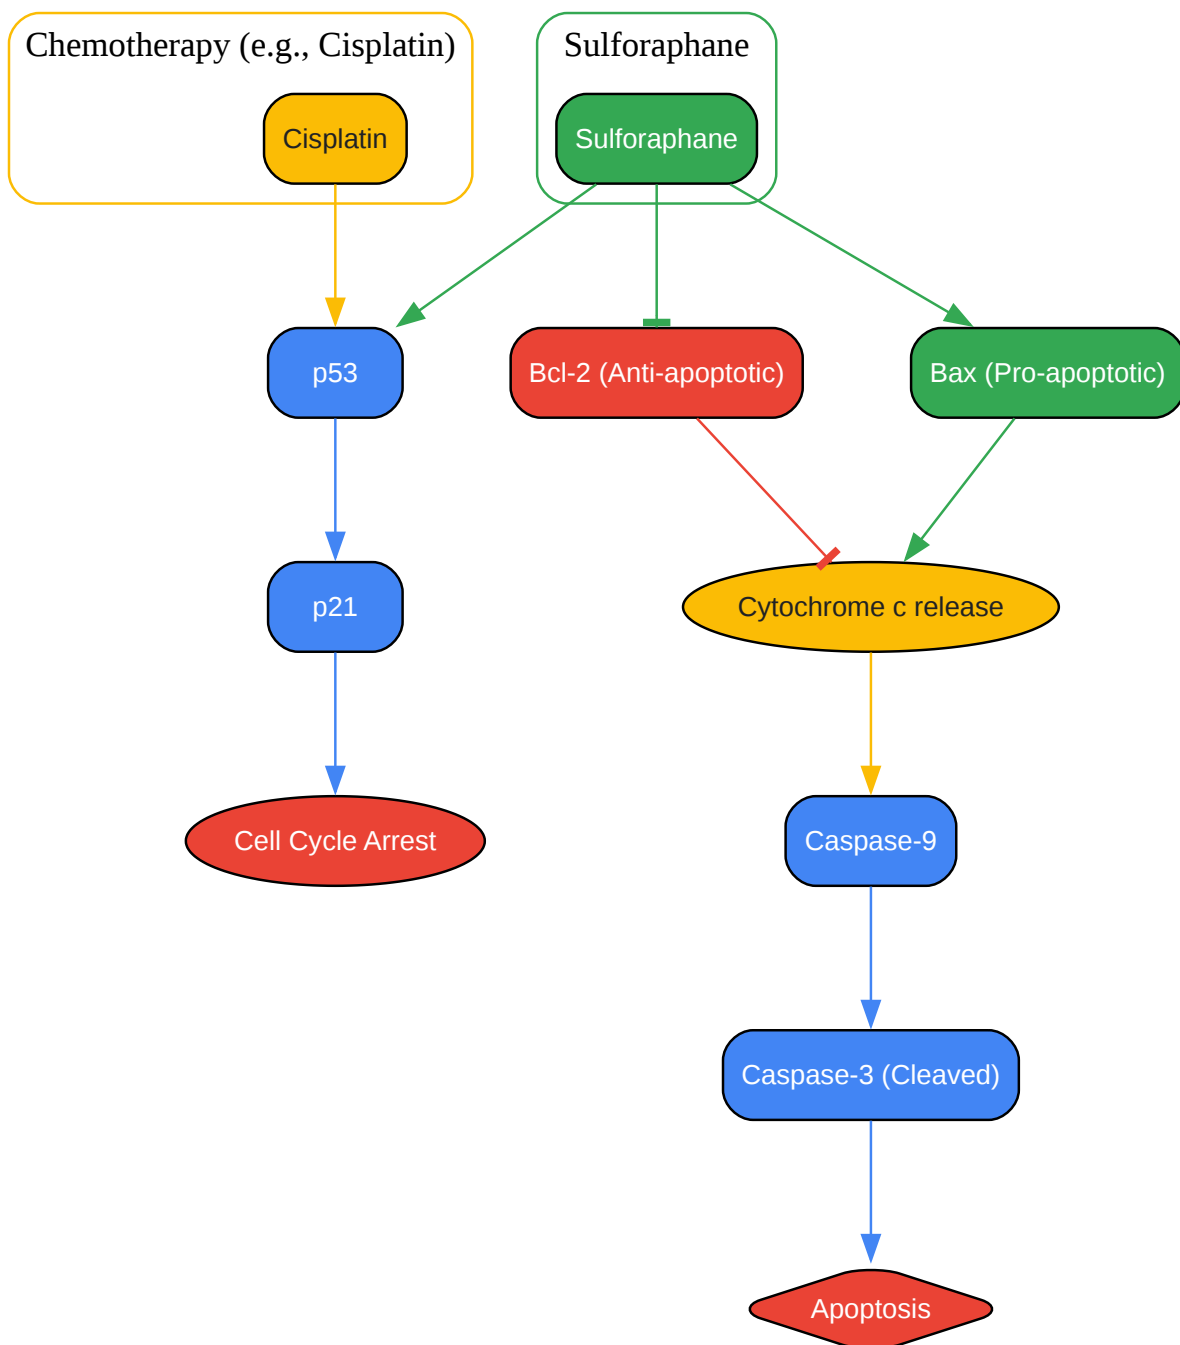 Chemotherapy (e.g., Cisplatin)
Sulforaphane
Cisplatin
Sulforaphane
p53
Bcl-2 (Anti-apoptotic)
Bax (Pro-apoptotic)
p21
Cytochrome c release
Cell Cycle Arrest
Caspase-9
Caspase-3 (Cleaved)
Apoptosis